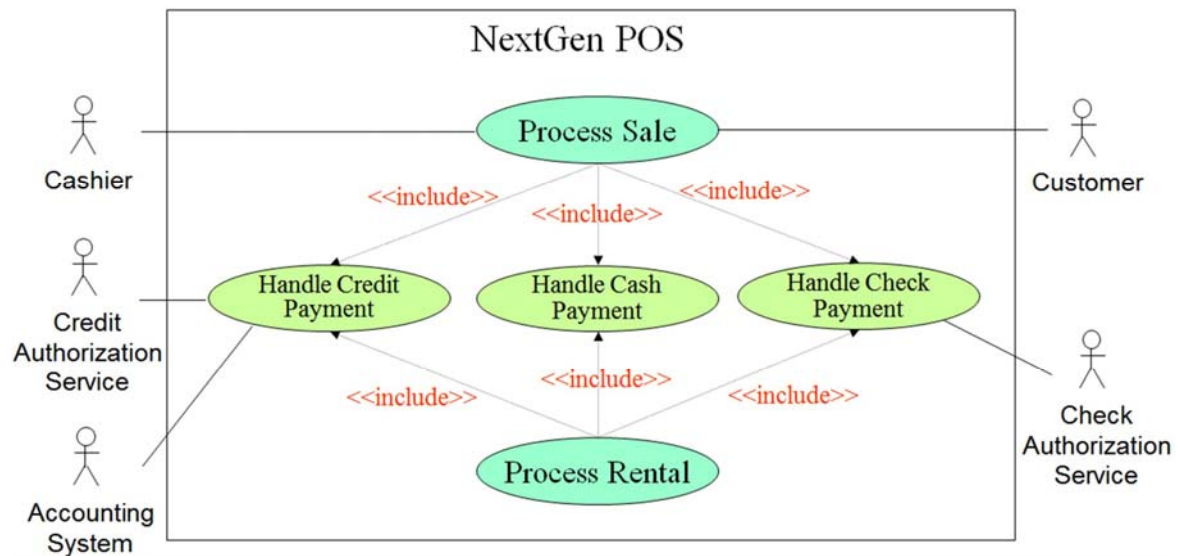 NextGen POS
Process Sale
Cashier
Customer
<<include>>
<<include>>
<<include>>
Handle Credit
Payment
Handle Cash
Payment
Handle Check
Payment
Credit
Authorization
Service
<<include>>
<<include>>
<<include>>
Check
Authorization
Service
Process Rental
Accounting
System